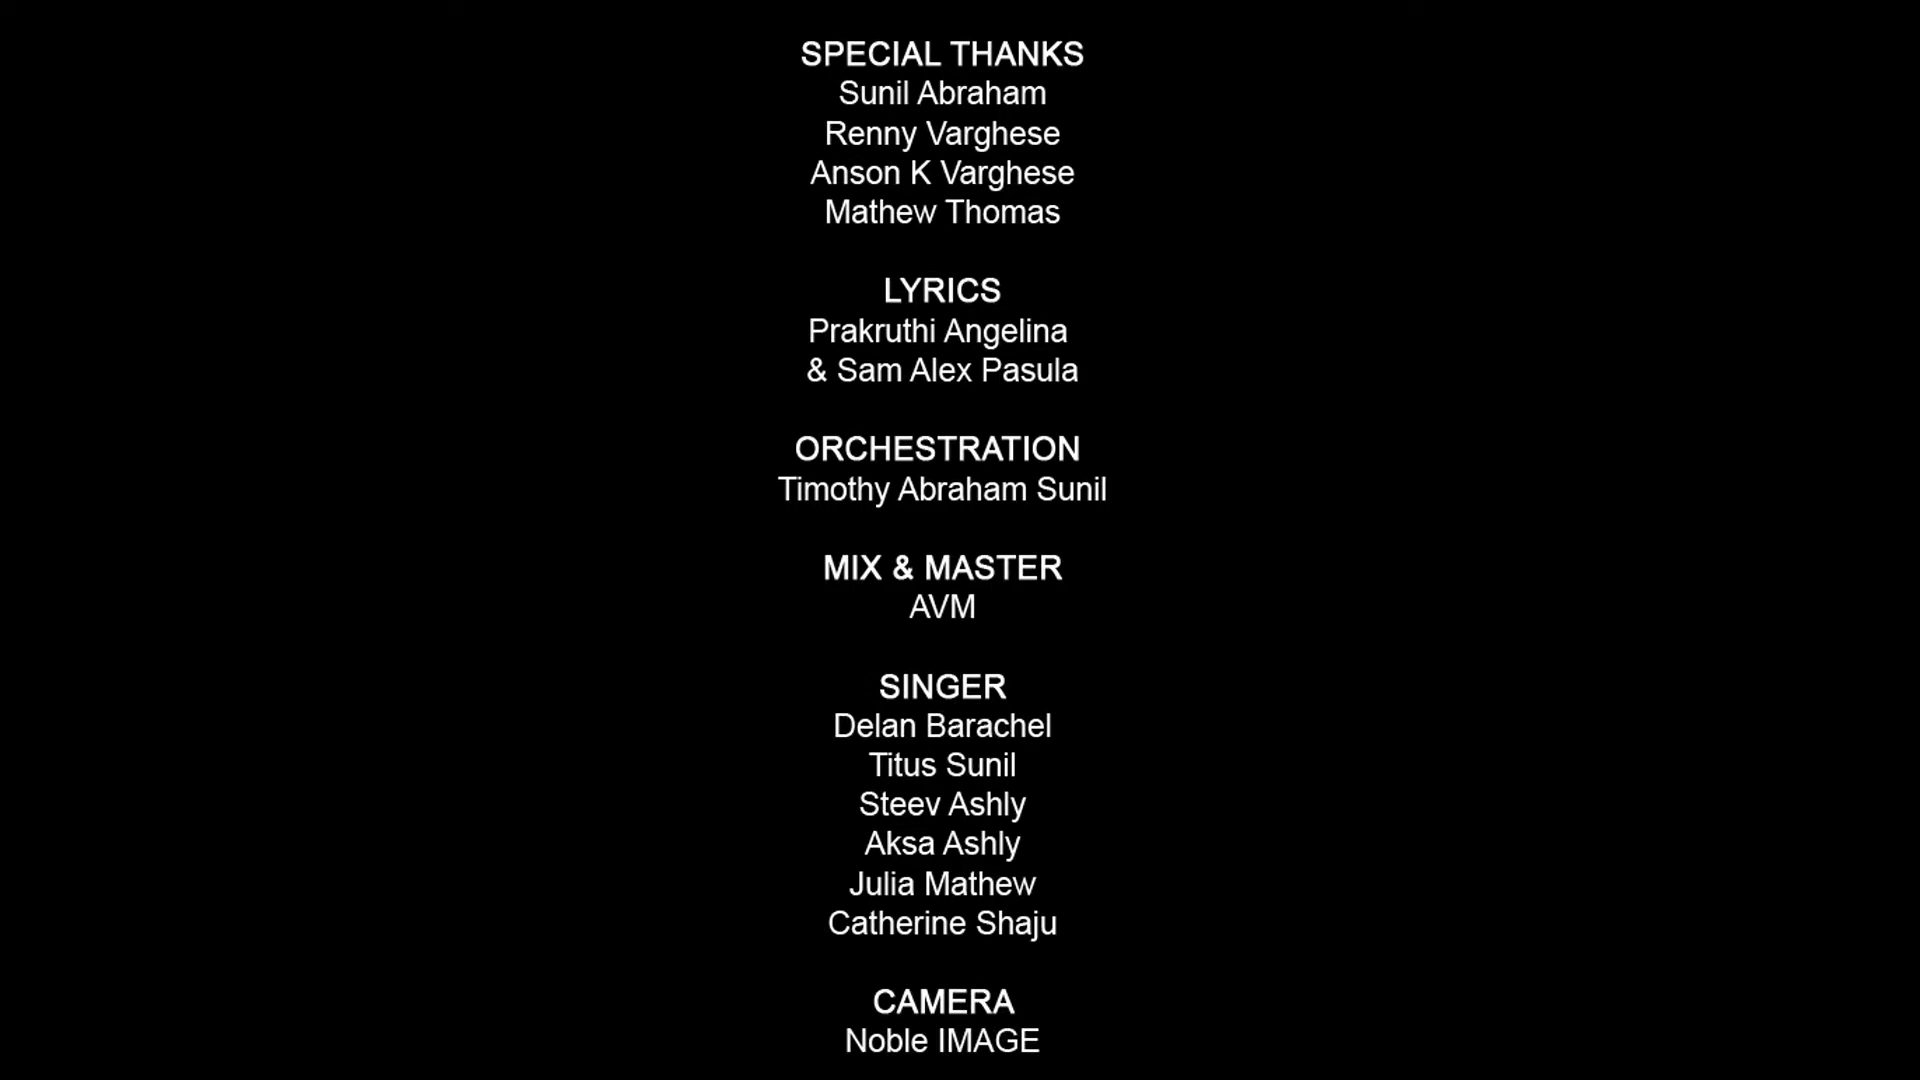 SPECIAL THANKS
Sunil Abraham
Renny Varghese
Anson K Varghese
Mathew Thomas
LYRICS
Prakruthi Angelina
& Sam Alex Pasula
ORCHESTRATION
Timothy Abraham Sunil
MIX & MASTER
AVM
SINGER
Delan Barachel
Titus Sunil
Steev Ashly
Aksa Ashly
Julia Mathew
Catherine Shaju
CAMERA
Noble IMAGE